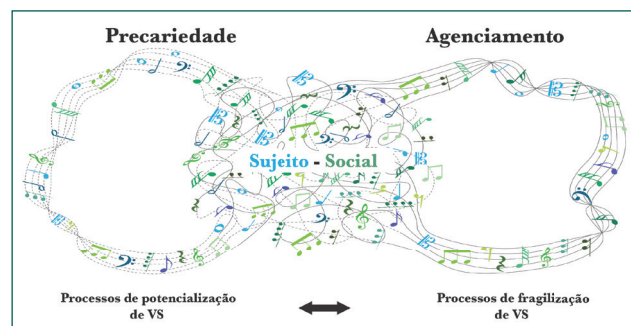 Precariedade
Agenciamento
Sujeito - Social
Processos de potencialização
de VS
Processos de fragilização
de VS